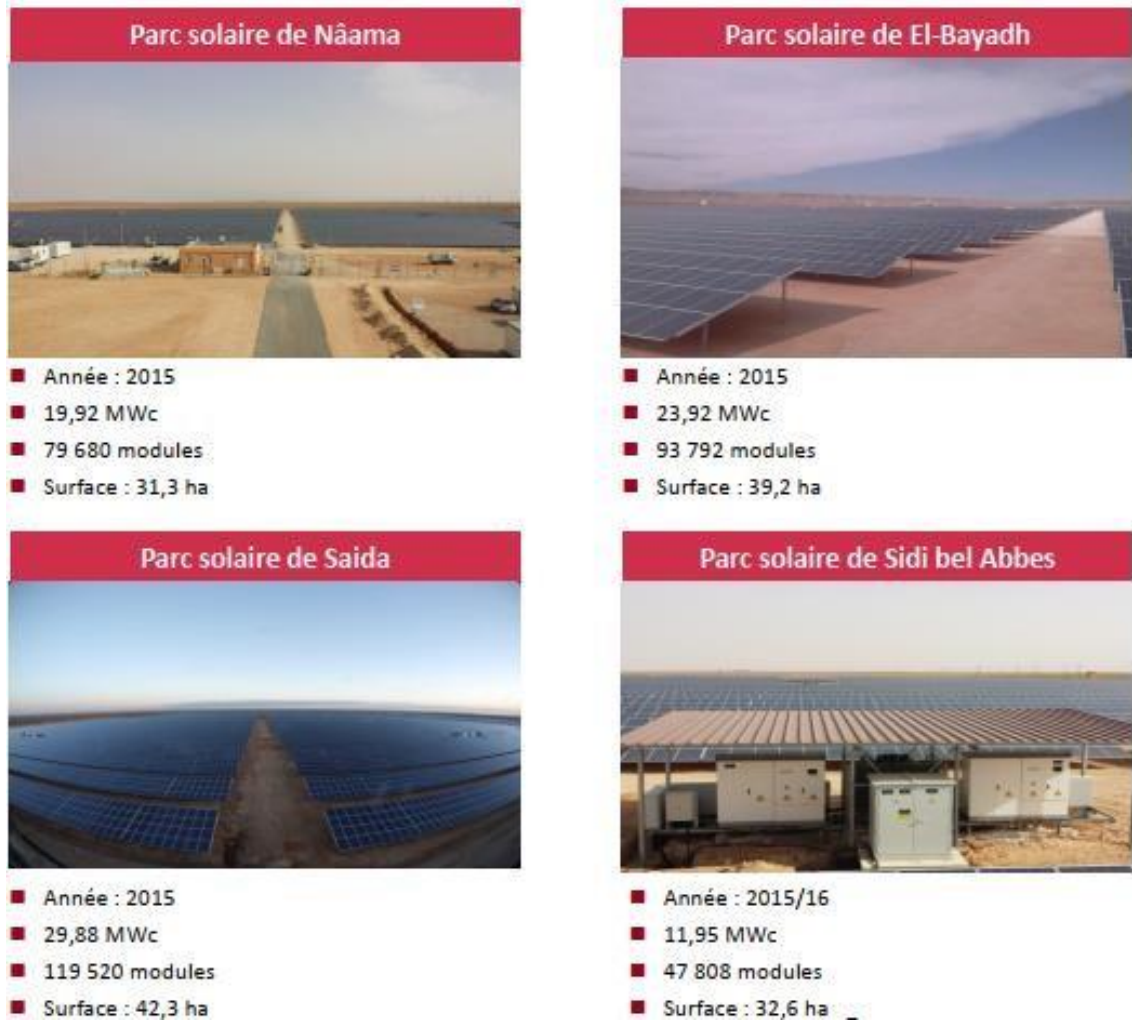 Parc solaire de Nâama
Année : 2015
19,92 MWc
79 680 modules
Surface : 31,3 ha
Parc solaire de El-Bayadh
Année : 2015
23,92 MWc
93 792 modules
Surface : 39,2 ha
Parc solaire de Saida
Année : 2015
29,88 MWc
119 520 modules
Surface : 42,3 ha
Parc solaire de Sidi bel Abbes
Année : 2015/16
11,95 MWc
47 808 modules
Surface : 32,6 ha